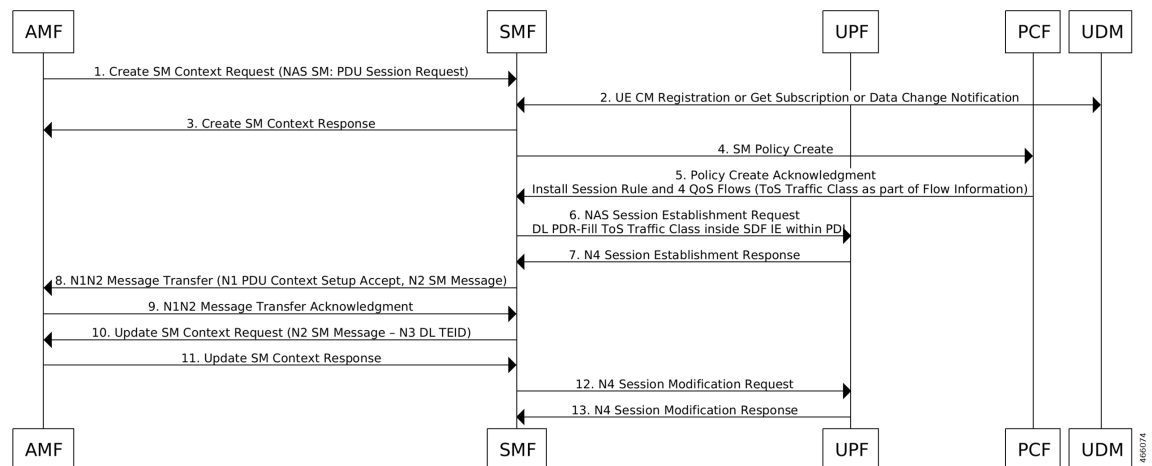 AMF SMF UPF PCF UDM
1. Create SM Context Request (NAS SM: PDU Session Request)
2. UE CM Registration or Get Subscription or Data Change Notification
3. Create SM Context Response
4. SM Policy Create
5. Policy Create Acknowledgment
Install Session Rule and 4 QoS Flows (ToS Traffic Class as part of Flow Information)
6. NAS Session Establishment Request
DL PDR-Fill ToS Traffic Class inside SDF IE within PDI
7. N4 Session Establishment Response
8. N1N2 Message Transfer (N1 PDU Context Setup Accept, N2 SM Message)
9. N1N2 Message Transfer Acknowledgment
10. Update SM Context Request (N2 SM Message – N3 DL TEID)
11. Update SM Context Response
12. N4 Session Modification Request
13. N4 Session Modification Response
AMF SMF UPF PCF UDM
466074